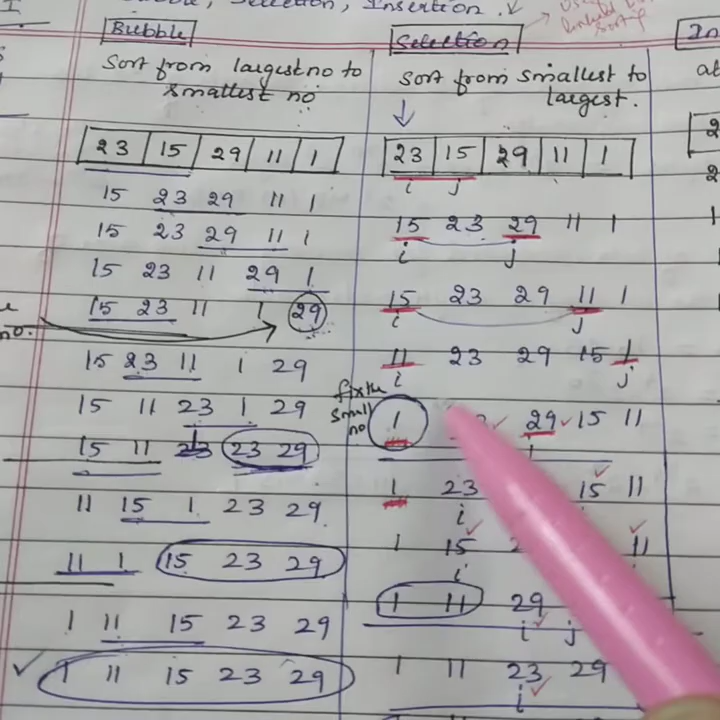 Bubble, Selection, Insertion.
Bubble
Sort from largest no to
smallest no
23 15 29 11 1
15 23 29 11 1
15 23 29 11 1
15 23 11 29 1
15 23 11 1 29
no.
15 23 11 1 29
15 11 23 1 29
15 11 23 23 29
11 15 1 23 29
11 1 15 23 29
1 11 15 23 29
1 11 15 23 29
Selection
Sort from smallest to
largest.
23 15 29 11 1
i j
15 23 29 11 1
i j
15 23 29 11 1
i j
11 23 29 15 1
i j
fix the
small
no
1 29 15 11
1 23 15 11
i
1 15 11
i
1 11 29
i j
1 11 23 29
i
In